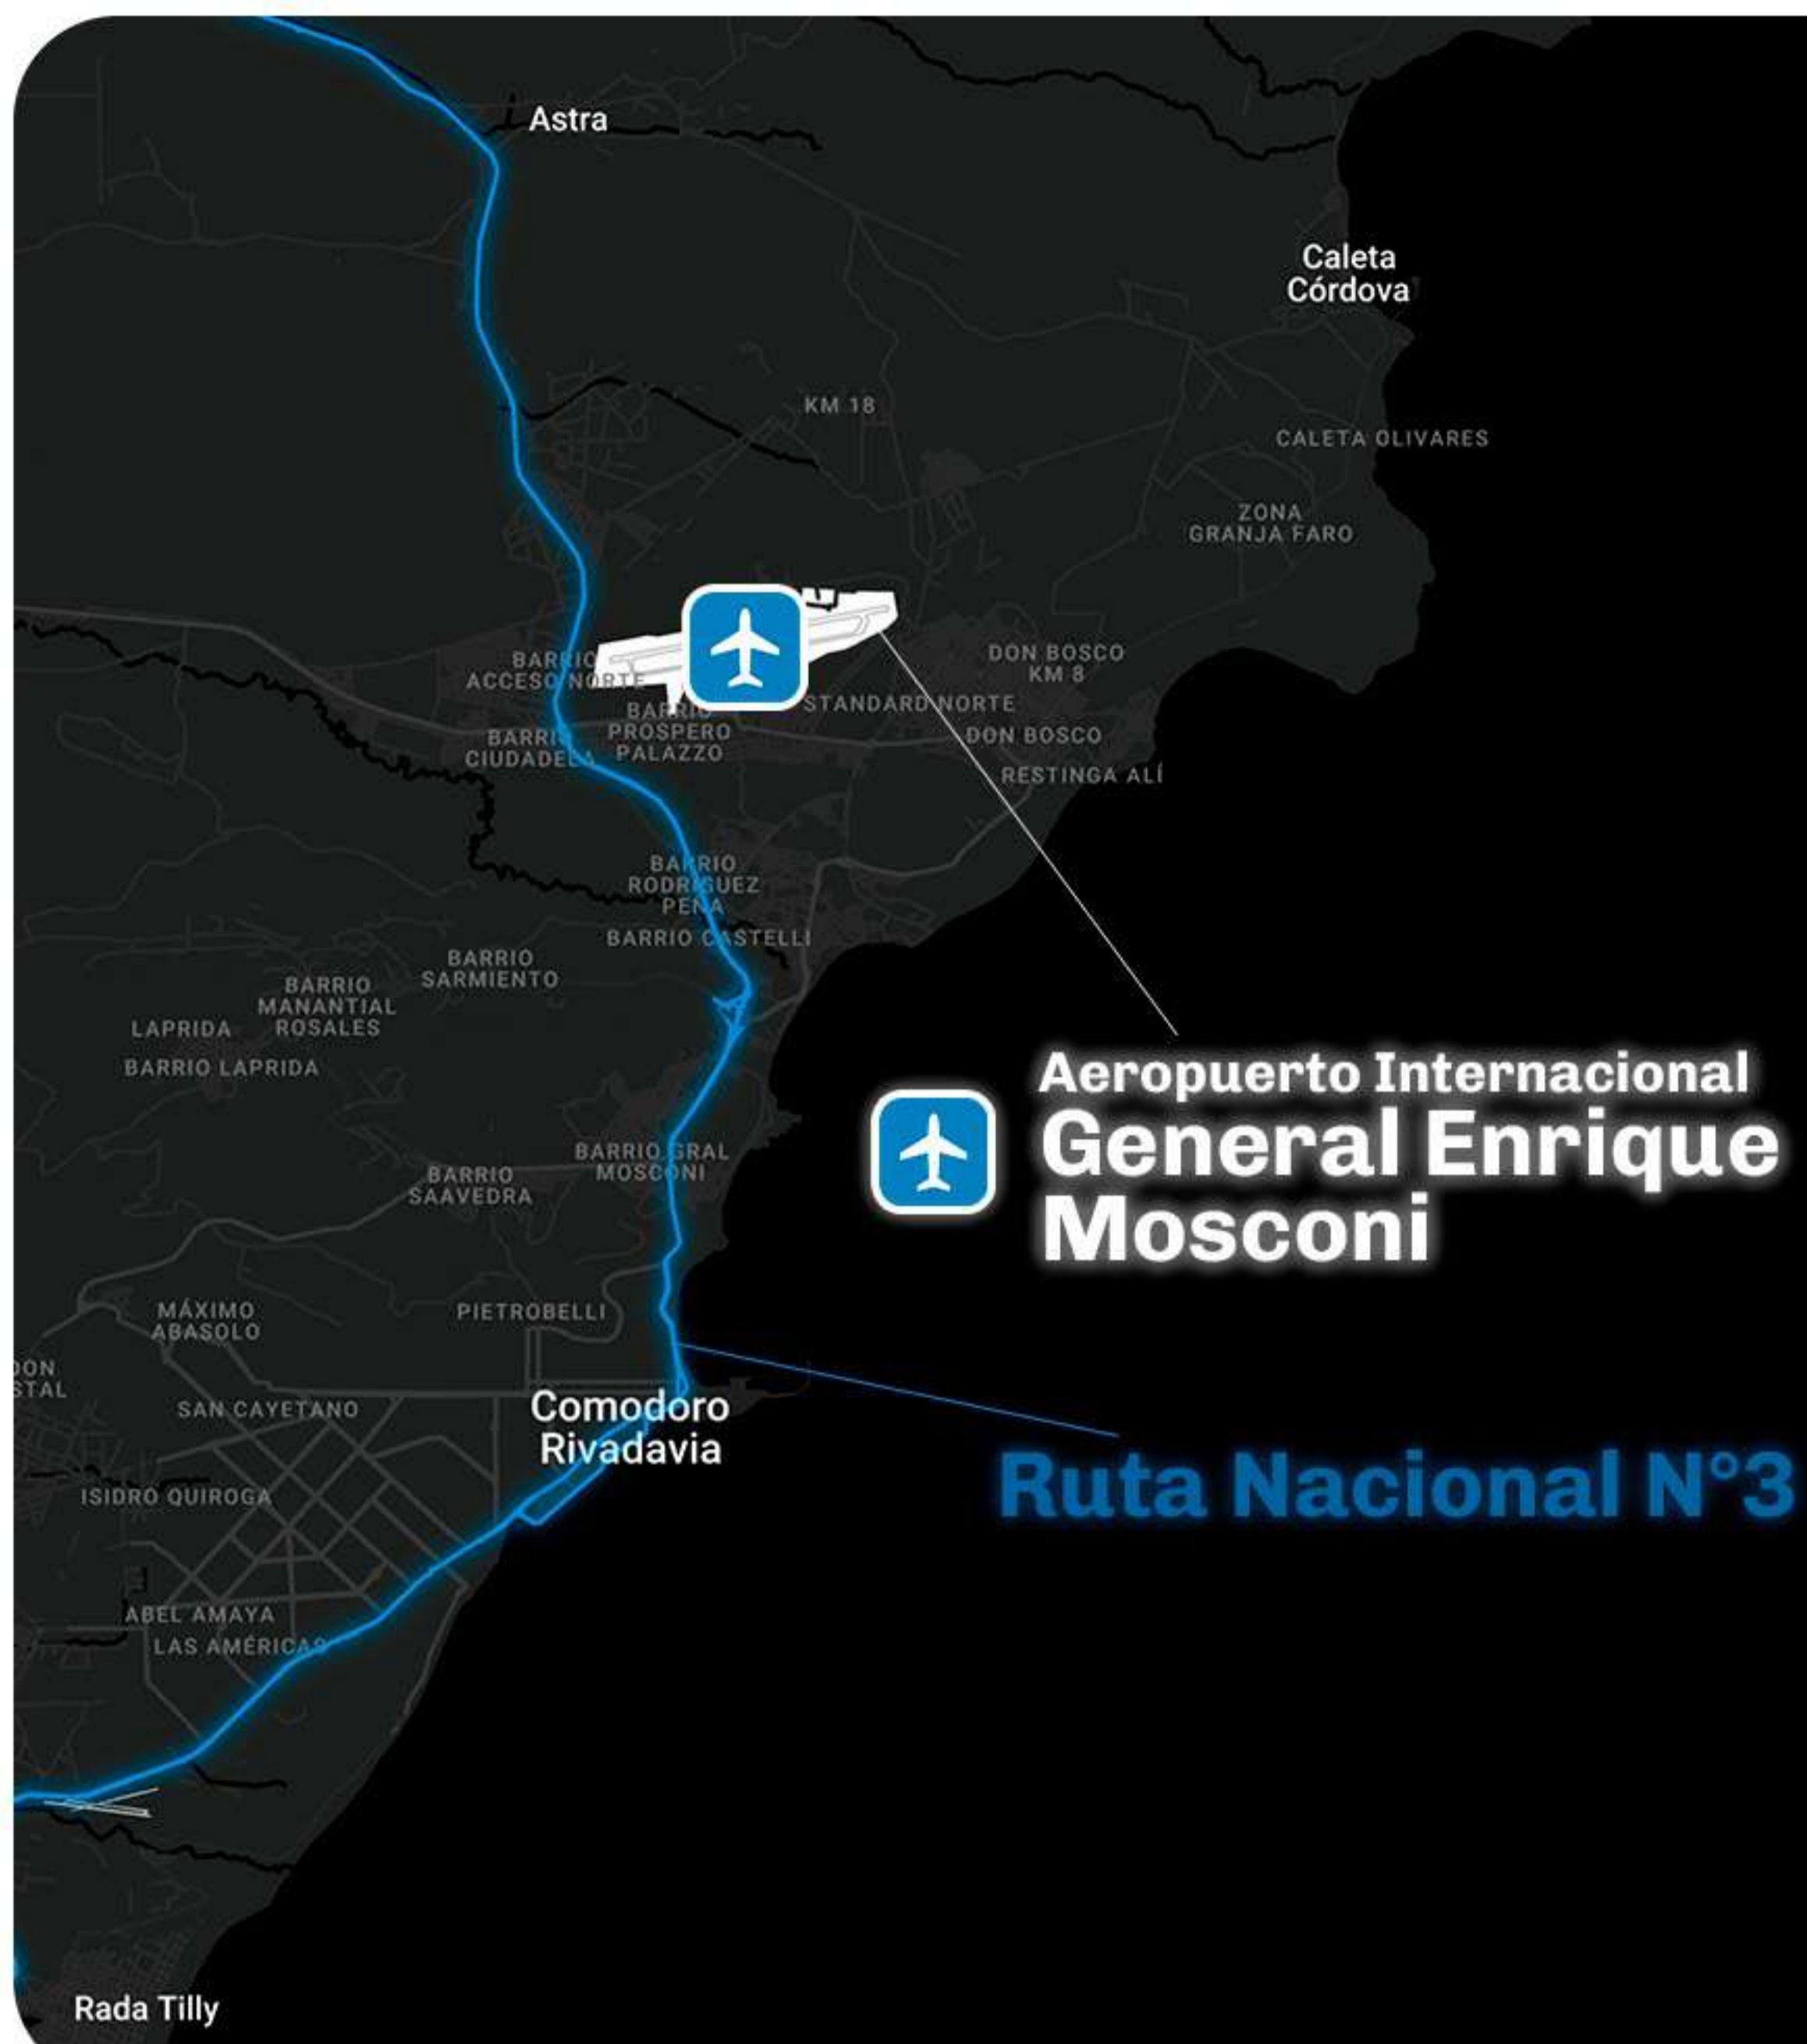 Astra
Caleta
Córdova
KM 18
CALETA OLIVARES
ZONA
GRANJA FARO
BARRIO
ACCESO NORTE
DON BOSCO
KM 8
STANDARD NORTE
BARRIO
PROSPERO
PALAZZO
BARRIO
CIUDADELA
DON BOSCO
RESTINGA ALÍ
BARRIO
RODRIGUEZ
PEÑA
BARRIO CASTELLI
BARRIO
SARMIENTO
BARRIO
MANANTIAL
ROSALES
LAPRIDA
BARRIO LAPRIDA
Aeropuerto Internacional
General Enrique
Mosconi
BARRIO GRAL
MOSCONI
BARRIO
SAAVEDRA
MÁXIMO
ABASOLO
PIETROBELLI
DON
STAL
SAN CAYETANO
Comodoro
Rivadavia
Ruta Nacional N°3
ISIDRO QUIROGA
ABEL AMAYA
LAS AMÉRICAS
Rada Tilly